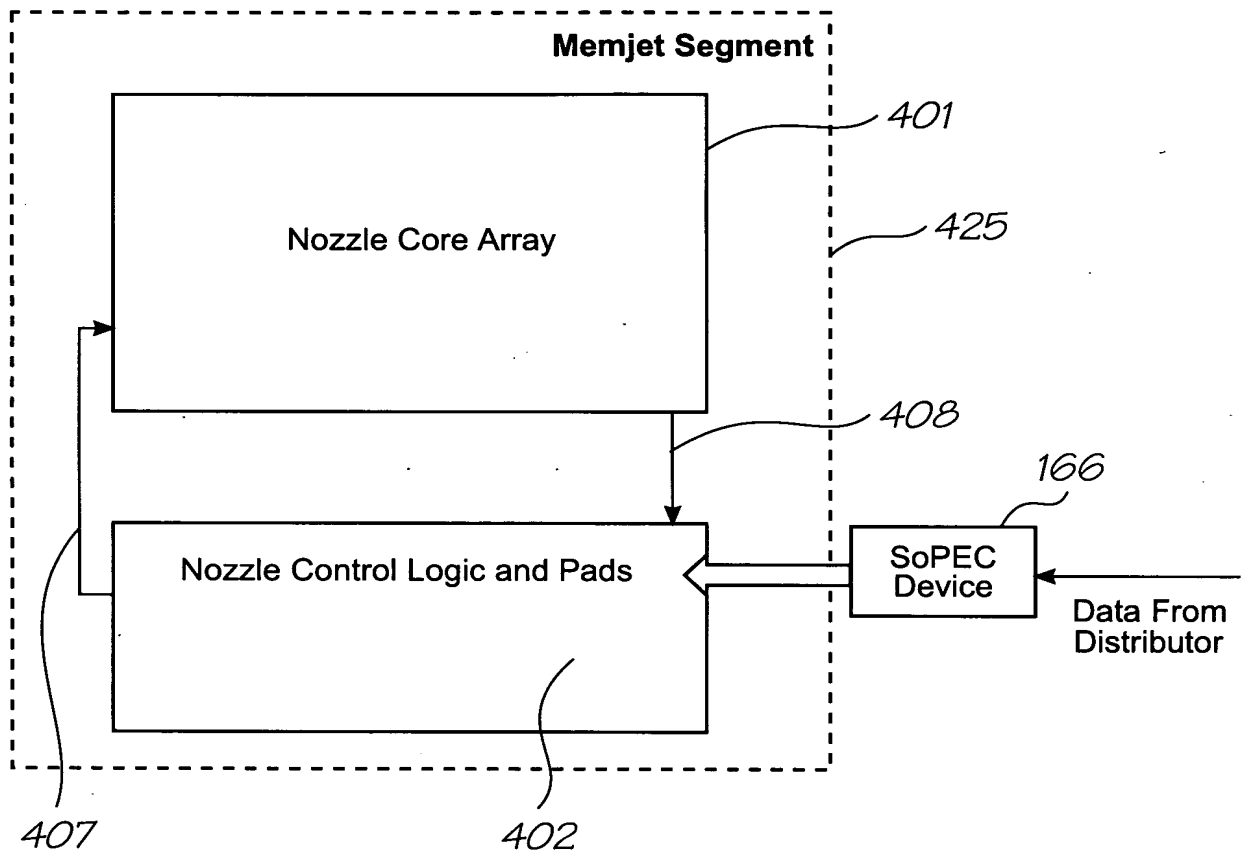 Memjet Segment
401
Nozzle Core Array
425
408
166
Nozzle Control Logic and Pads
SoPEC
Device
Data From
Distributor
407
402